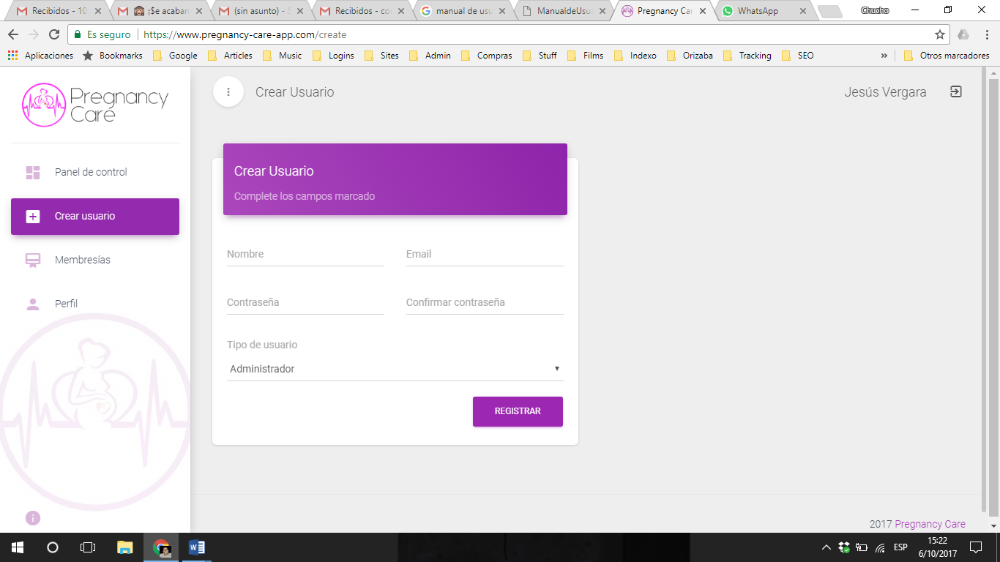 Recibidos - 10
¡Se acaban
(sin asunto) - 5
Recibidos - co
manual de usu
ManualdeUsua
Pregnancy Car
WhatsApp
Chucho
Es seguro
https://www.pregnancy-care-app.com/create
Aplicaciones
Bookmarks
Google
Articles
Music
Logins
Sites
Admin
Compras
Stuff
Films
Indexo
Orizaba
Tracking
SEO
»
Otros marcadores
Pregnancy
Care
Crear Usuario
Jesús Vergara
Panel de control
Crear usuario
Membresías
Perfil
Crear Usuario
Complete los campos marcado
Nombre
Email
Contraseña
Confirmar contraseña
Tipo de usuario
Administrador
REGISTRAR
2017 Pregnancy Care
ESP
15:22
6/10/2017